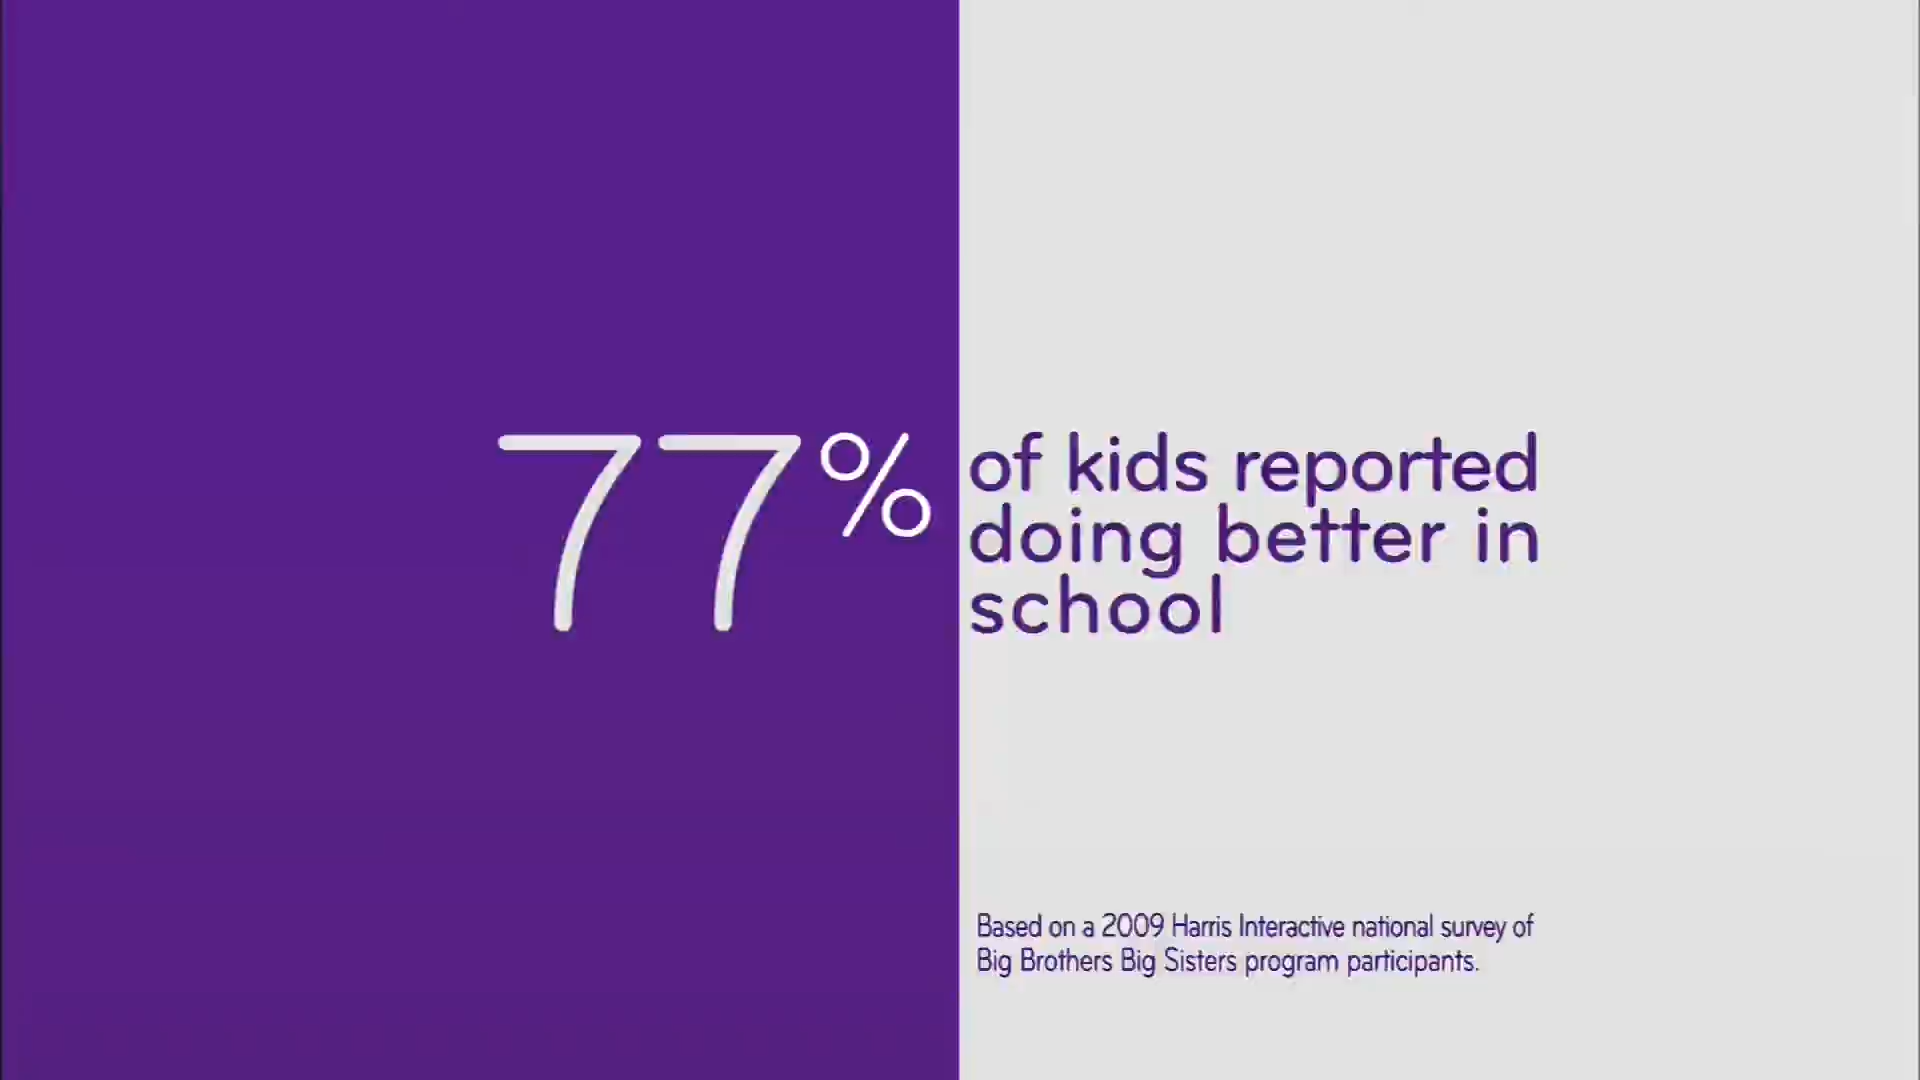 77% of kids reported
doing better in
school
Based on a 2009 Harris Interactive national survey of
Big Brothers Big Sisters program participants.